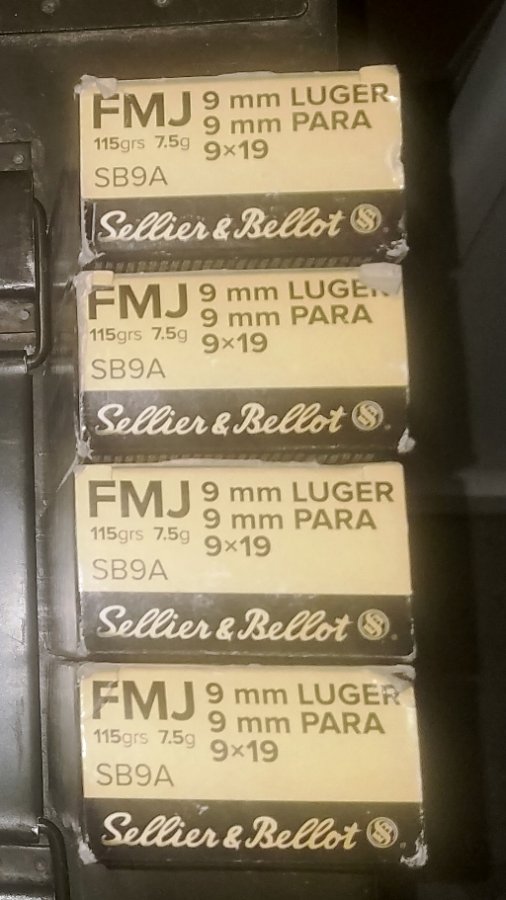 FMJ 9 mm LUGER
9 mm PARA
115grs 7.5g 9×19
SB9A
Sellier & Bellot
FMJ 9 mm LUGER
9 mm PARA
115grs 7.5g 9×19
SB9A
Sellier & Bellot
FMJ 9 mm LUGER
9 mm PARA
115grs 7.5g 9×19
SB9A
Sellier & Bellot
FMJ 9 mm LUGER
9 mm PARA
115grs 7.5g 9×19
SB9A
Sellier & Bellot